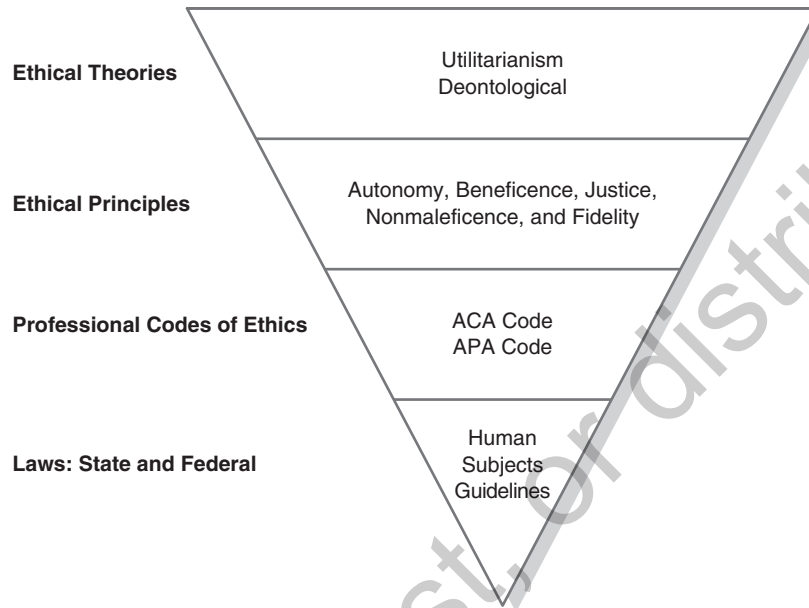 Ethical Theories
Utilitarianism
Deontological
Ethical Principles
Autonomy, Beneficence, Justice,
Nonmaleficence, and Fidelity
Professional Codes of Ethics
ACA Code
APA Code
Laws: State and Federal
Human
Subjects
Guidelines
or